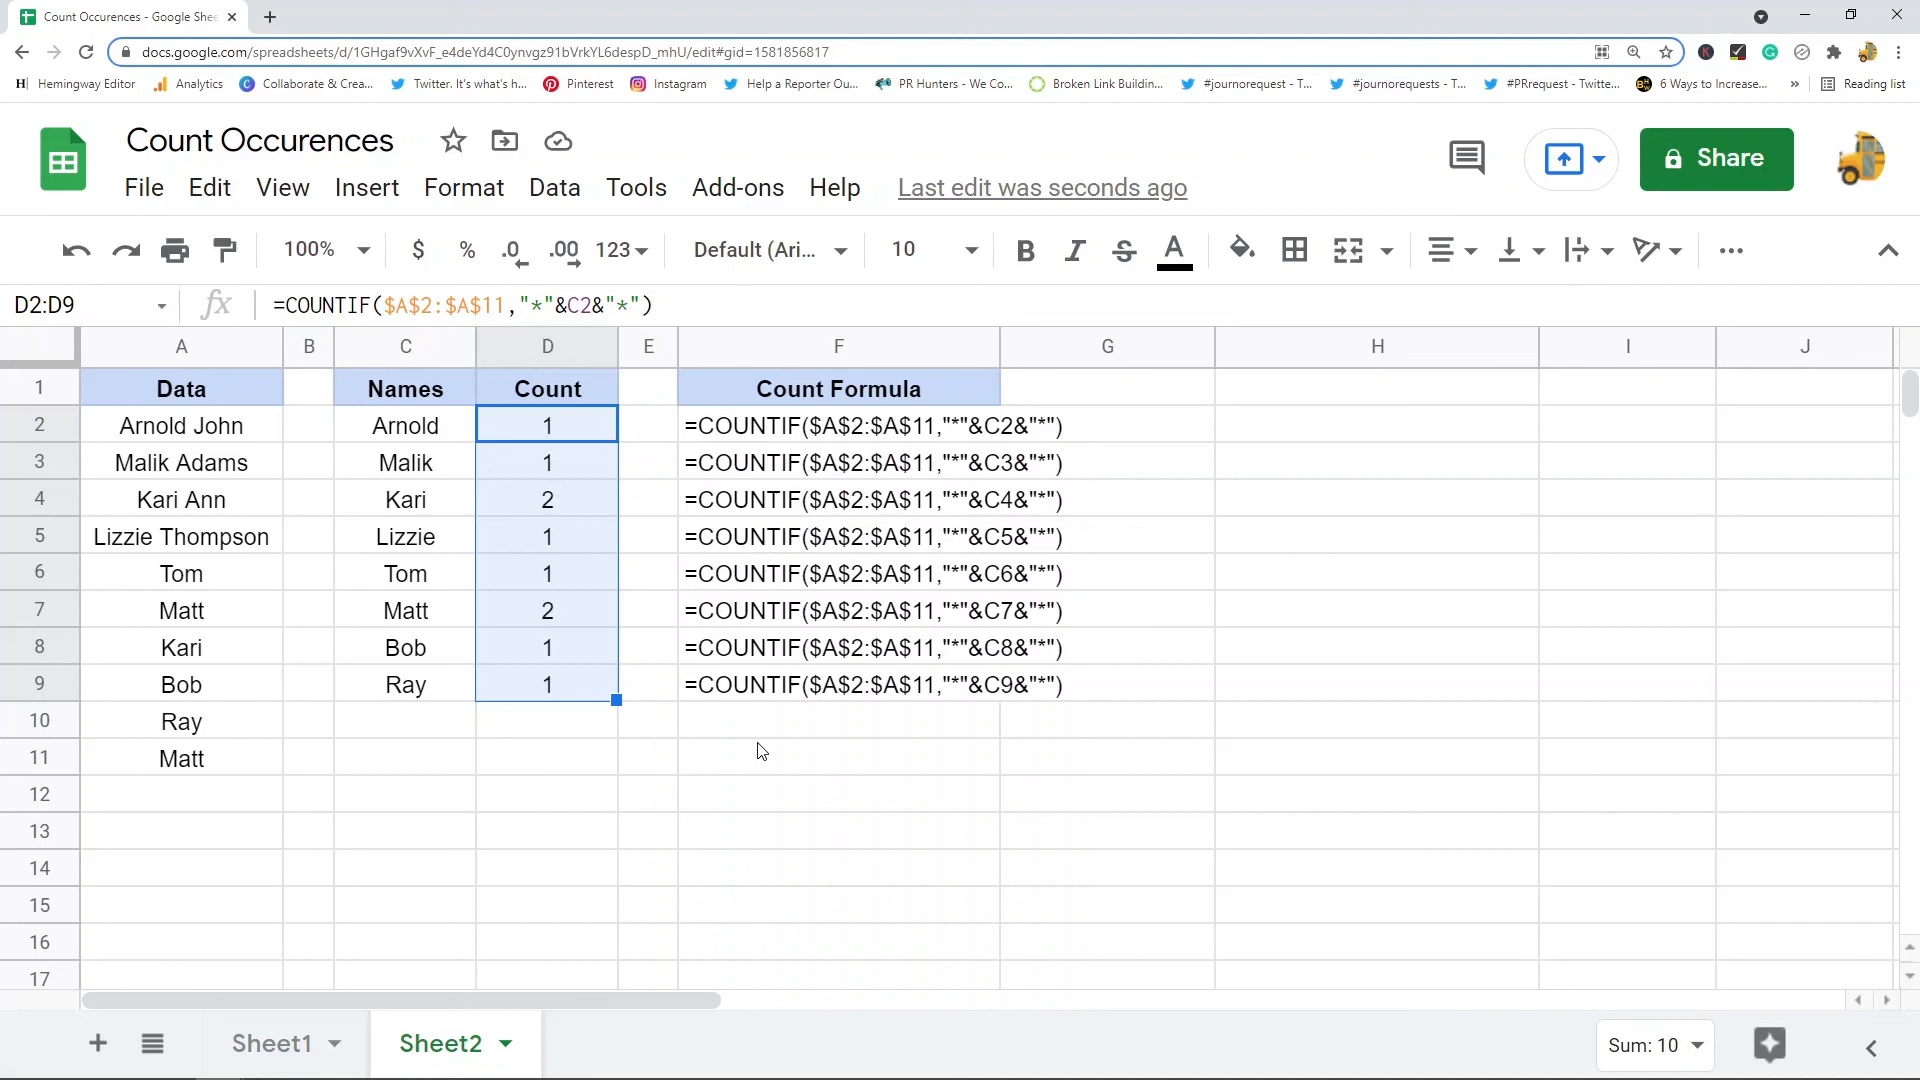 Count Occurences - Google Shee
docs.google.com/spreadsheets/d/1GHgaf9vXvF_e4deYd4C0ynvgz91bVrkYL6despD_mhU/edit#gid=1581856817
Hemingway Editor Analytics Collaborate & Crea... Twitter. It's what's h... Pinterest Instagram Help a Reporter Ou... PR Hunters - We Co... Broken Link Buildin... #journorequest - T... #journorequests - T... #PRrequest - Twitte... 6 Ways to Increase... » Reading list
Count Occurences
Share
File Edit View Insert Format Data Tools Add-ons Help Last edit was seconds ago
100% $ % .0 .00 123 Default (Ari... 10 B I S A
D2:D9 fx =COUNTIF($A$2:$A$11,"*"&C2&"*")
A B C D E F G H I J
1 Data Names Count Count Formula
2 Arnold John Arnold 1 =COUNTIF($A$2:$A$11,"*"&C2&"*")
3 Malik Adams Malik 1 =COUNTIF($A$2:$A$11,"*"&C3&"*")
4 Kari Ann Kari 2 =COUNTIF($A$2:$A$11,"*"&C4&"*")
5 Lizzie Thompson Lizzie 1 =COUNTIF($A$2:$A$11,"*"&C5&"*")
6 Tom Tom 1 =COUNTIF($A$2:$A$11,"*"&C6&"*")
7 Matt Matt 2 =COUNTIF($A$2:$A$11,"*"&C7&"*")
8 Kari Bob 1 =COUNTIF($A$2:$A$11,"*"&C8&"*")
9 Bob Ray 1 =COUNTIF($A$2:$A$11,"*"&C9&"*")
10 Ray
11 Matt
12
13
14
15
16
17
Sheet1 Sheet2 Sum: 10